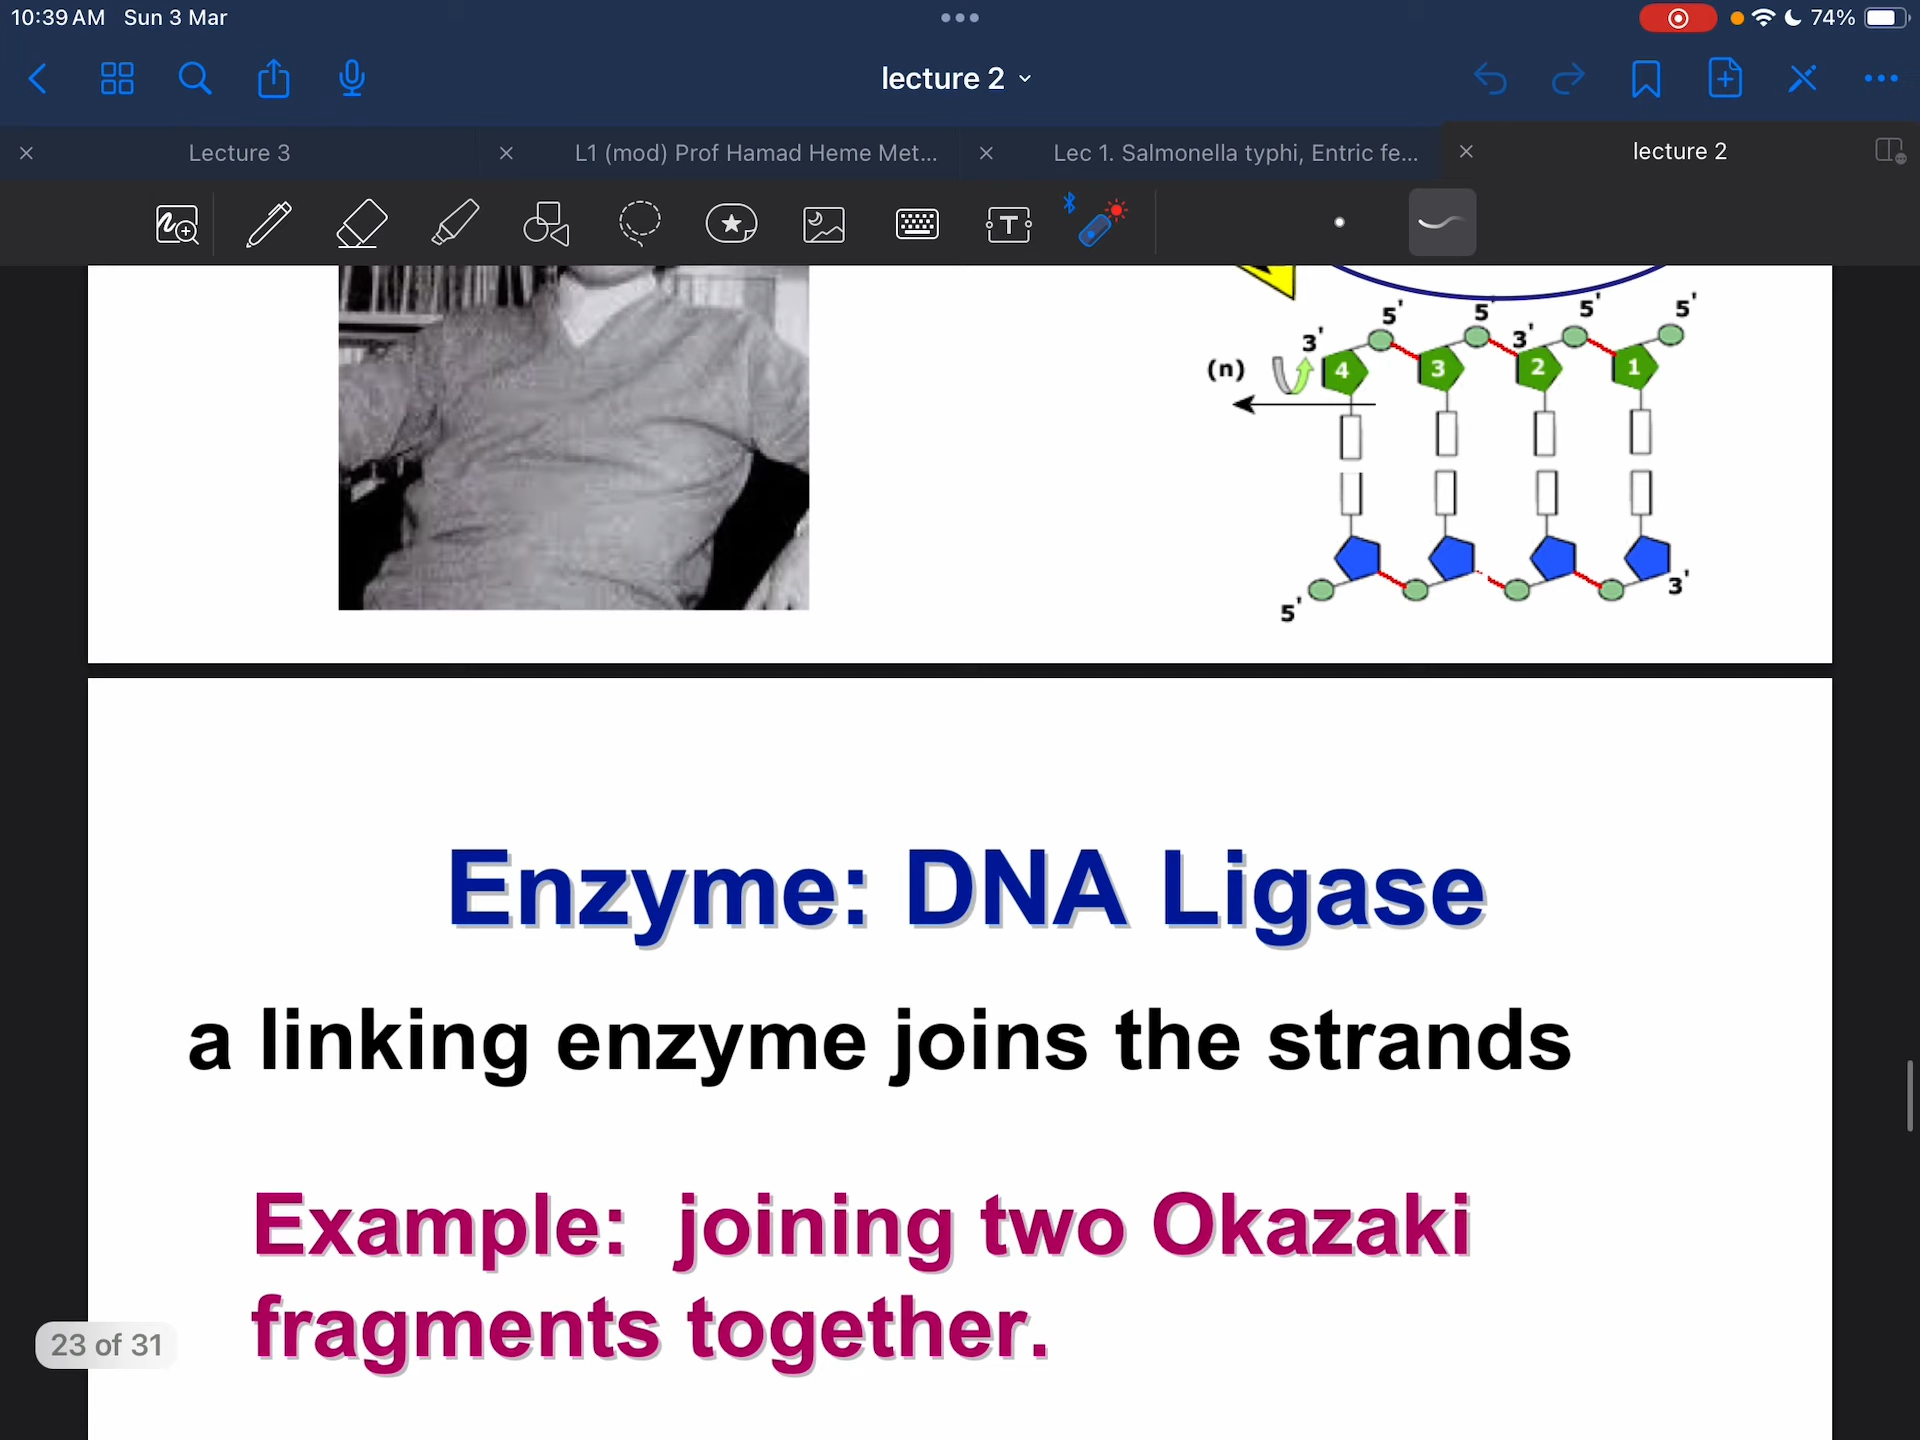 10:39 AM Sun 3 Mar 74%
lecture 2
Lecture 3
L1 (mod) Prof Hamad Heme Met...
Lec 1. Salmonella typhi, Entric fe...
lecture 2
T
5' 5' 5' 5'
3' 3'
(n) 4 3 2 1
3'
5'
Enzyme: DNA Ligase
a linking enzyme joins the strands
Example: joining two Okazaki
fragments together.
23 of 31